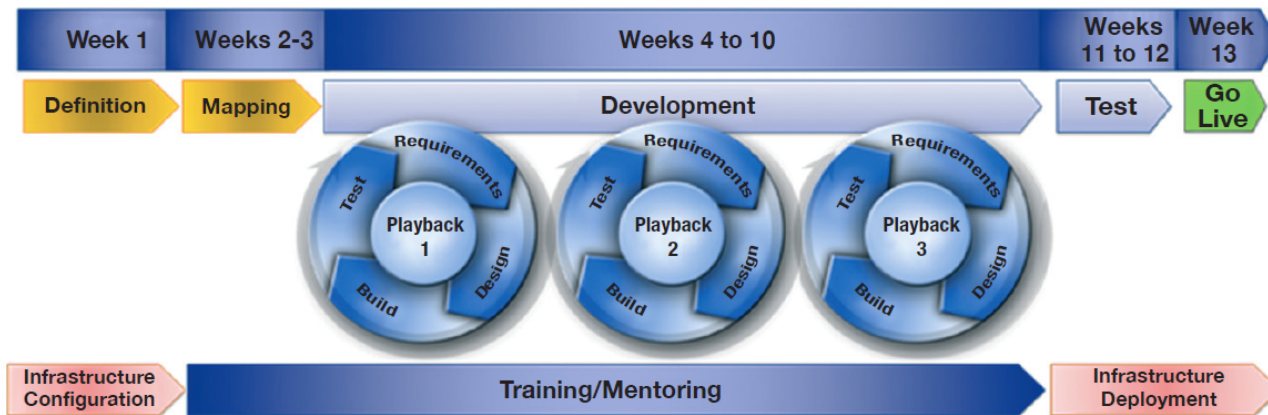 Week 1
Weeks 2-3
Weeks 4 to 10
Weeks
11 to 12
Week
13
Definition
Mapping
Development
Test
Go
Live
Requirements
Design
Build
Test
Playback
1
Requirements
Design
Build
Test
Playback
2
Requirements
Design
Build
Test
Playback
3
Infrastructure
Configuration
Training/Mentoring
Infrastructure
Deployment